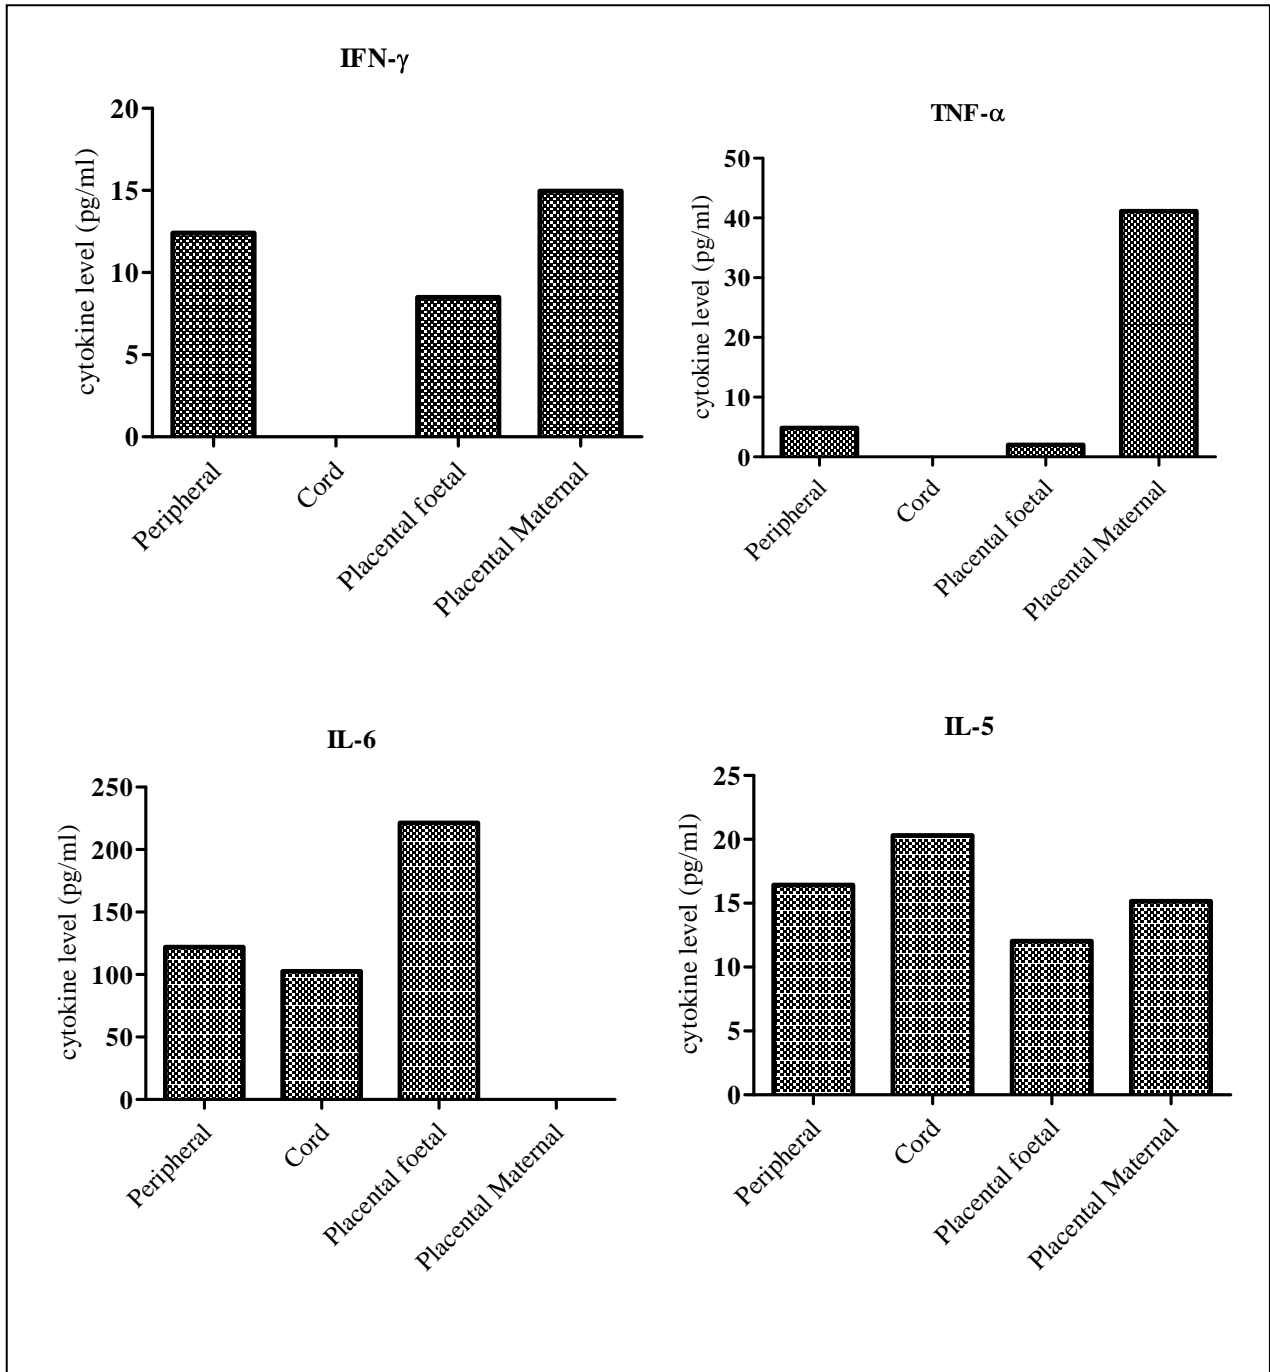 IFN-γ
20
15
10
5
0
cytokine level (pg/ml)
Peripheral
Cord
Placental foetal
Placental Maternal
TNF-α
50
40
30
20
10
0
cytokine level (pg/ml)
Peripheral
Cord
Placental foetal
Placental Maternal
IL-6
250
200
150
100
50
0
cytokine level (pg/ml)
Peripheral
Cord
Placental foetal
Placental Maternal
IL-5
25
20
15
10
5
0
cytokine level (pg/ml)
Peripheral
Cord
Placental foetal
Placental Maternal